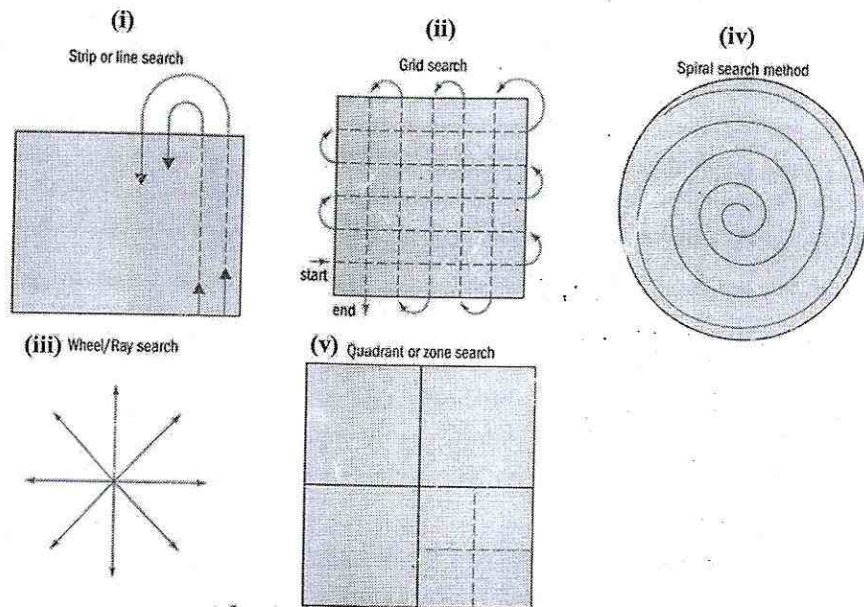 (i)
Strip or line search
(ii)
Grid search
(iv)
Spiral search method
start
end
(iii) Wheel/Ray search
(v) Quadrant or zone search